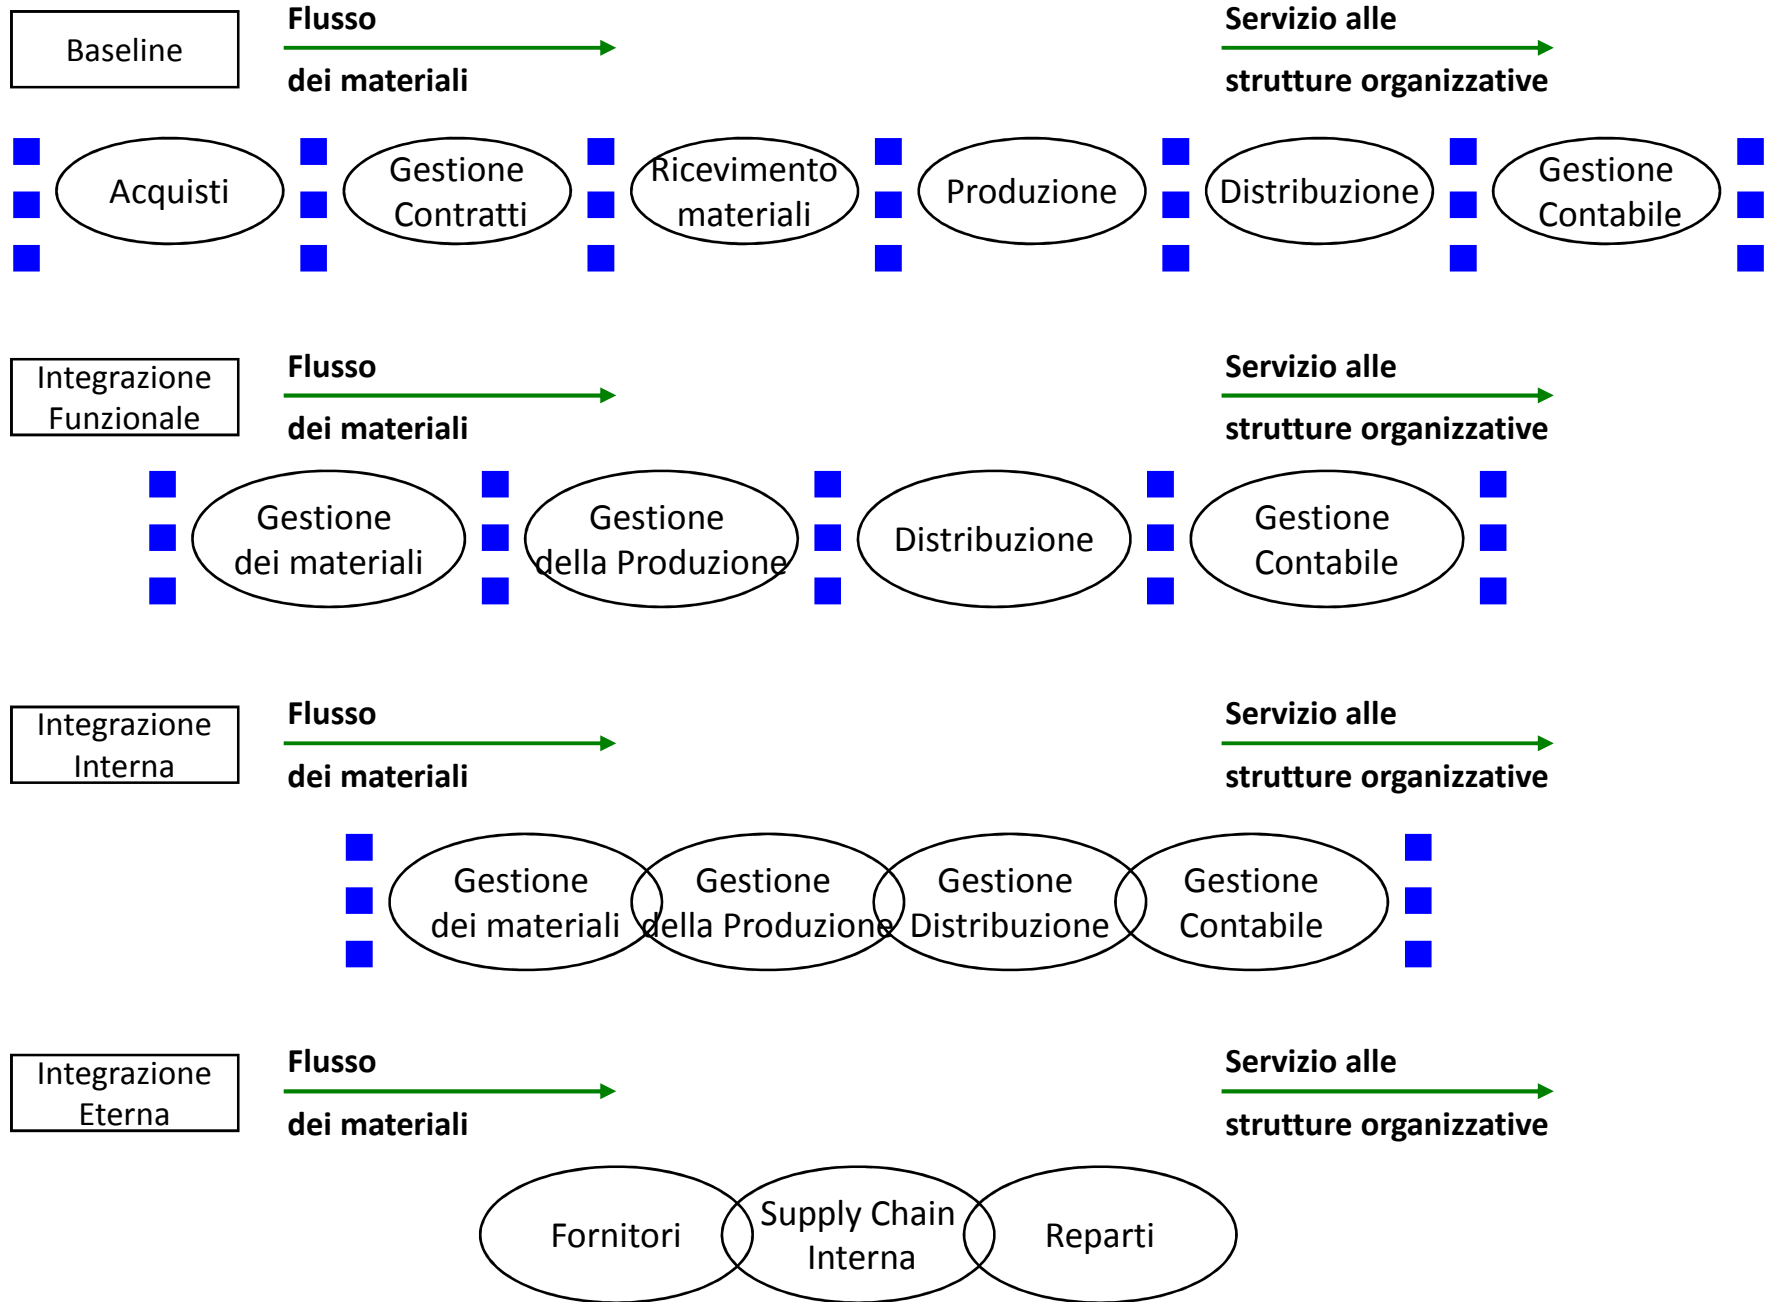 Baseline
Flusso
dei materiali
Servizio alle
strutture organizzative
Acquisti
Gestione
Contratti
Ricevimento
materiali
Produzione
Distribuzione
Gestione
Contabile
Integrazione
Funzionale
Flusso
dei materiali
Servizio alle
strutture organizzative
Gestione
dei materiali
Gestione
della Produzione
Distribuzione
Gestione
Contabile
Integrazione
Interna
Flusso
dei materiali
Servizio alle
strutture organizzative
Gestione
dei materiali
Gestione
della Produzione
Gestione
Distribuzione
Gestione
Contabile
Integrazione
Eterna
Flusso
dei materiali
Servizio alle
strutture organizzative
Fornitori
Supply Chain
Interna
Reparti